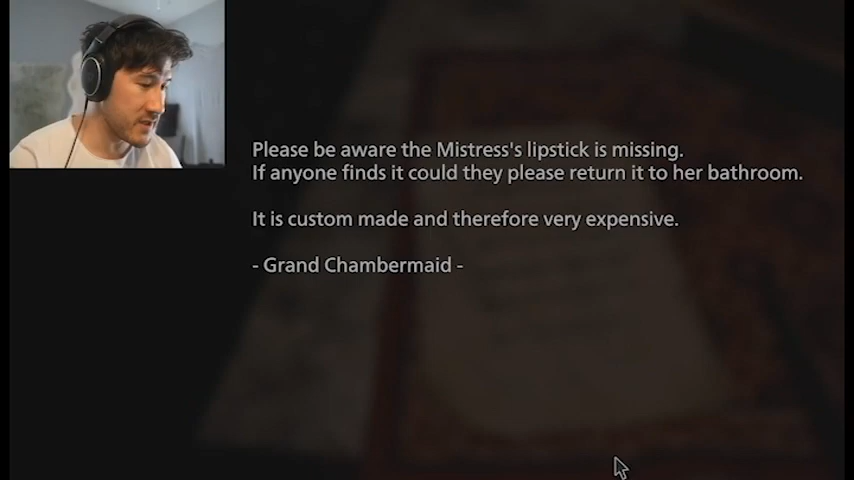 Please be aware the Mistress's lipstick is missing.
If anyone finds it could they please return it to her bathroom.
It is custom made and therefore very expensive.
- Grand Chambermaid -